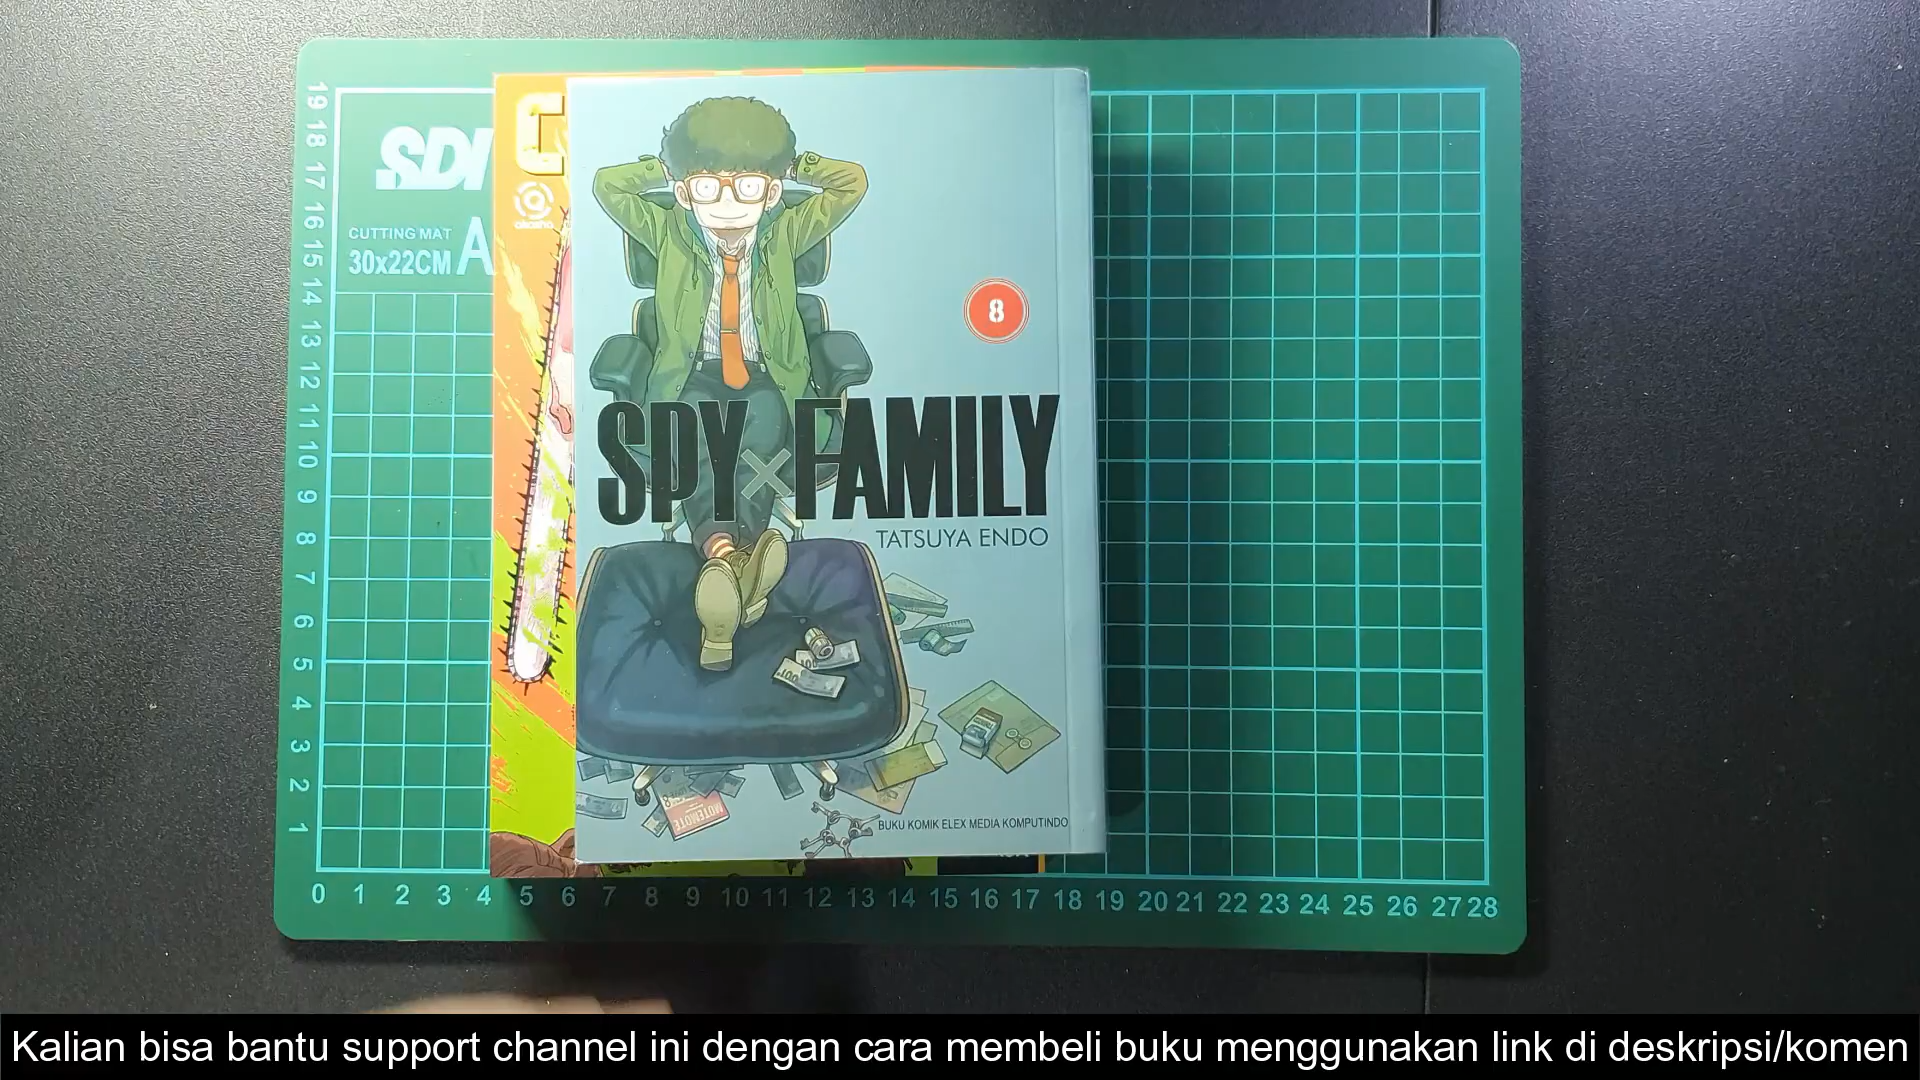 SDI
CUTTING MAT
30x22CM A
C
akasha
8
SPY×FAMILY
TATSUYA ENDO
BUKU KOMIK ELEX MEDIA KOMPUTINDO
19
18
17
16
15
14
13
12
11
10
9
8
7
6
5
4
3
2
1
0 1 2 3 4 5 6 7 8 9 10 11 12 13 14 15 16 17 18 19 20 21 22 23 24 25 26 27 28
Kalian bisa bantu support channel ini dengan cara membeli buku menggunakan link di deskripsi/komen